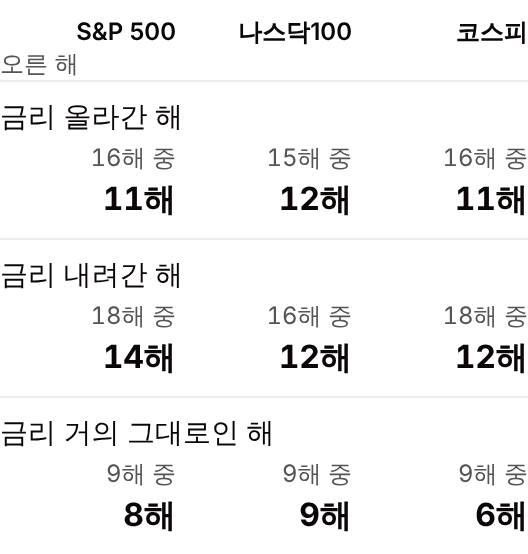 S&P 500 나스닥100 코스피
오른 해
금리 올라간 해
16해 중 15해 중 16해 중
11해 12해 11해
금리 내려간 해
18해 중 16해 중 18해 중
14해 12해 12해
금리 거의 그대로인 해
9해 중 9해 중 9해 중
8해 9해 6해